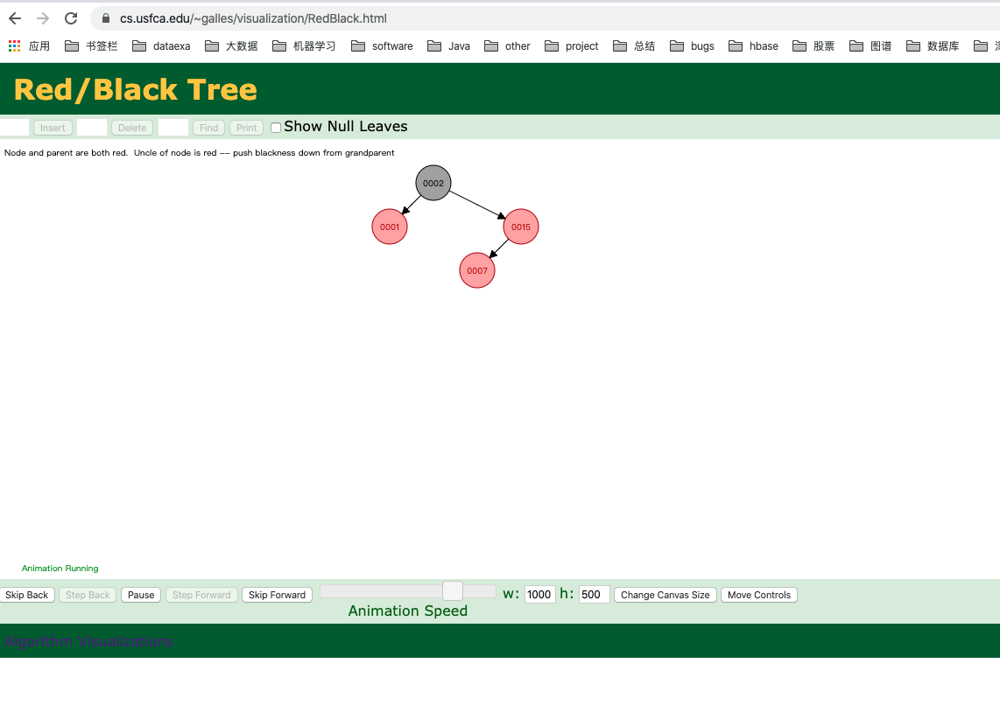 cs.usfca.edu/~galles/visualization/RedBlack.html
应用 书签栏 dataexa 大数据 机器学习 software Java other project 总结 bugs hbase 股票 图谱 数据库
Red/Black Tree
Insert Delete Find Print Show Null Leaves
Node and parent are both red. Uncle of node is red -- push blackness down from grandparent
0002
0001 0015
0007
Animation Running
Skip Back Step Back Pause Step Forward Skip Forward w: 1000 h: 500 Change Canvas Size Move Controls
Animation Speed
Algorithm Visualizations